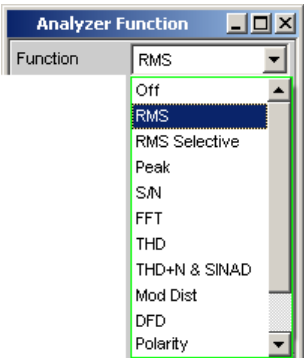 Analyzer Function
Function RMS
Off
RMS
RMS Selective
Peak
S/N
FFT
THD
THD+N & SINAD
Mod Dist
DFD
Polarity